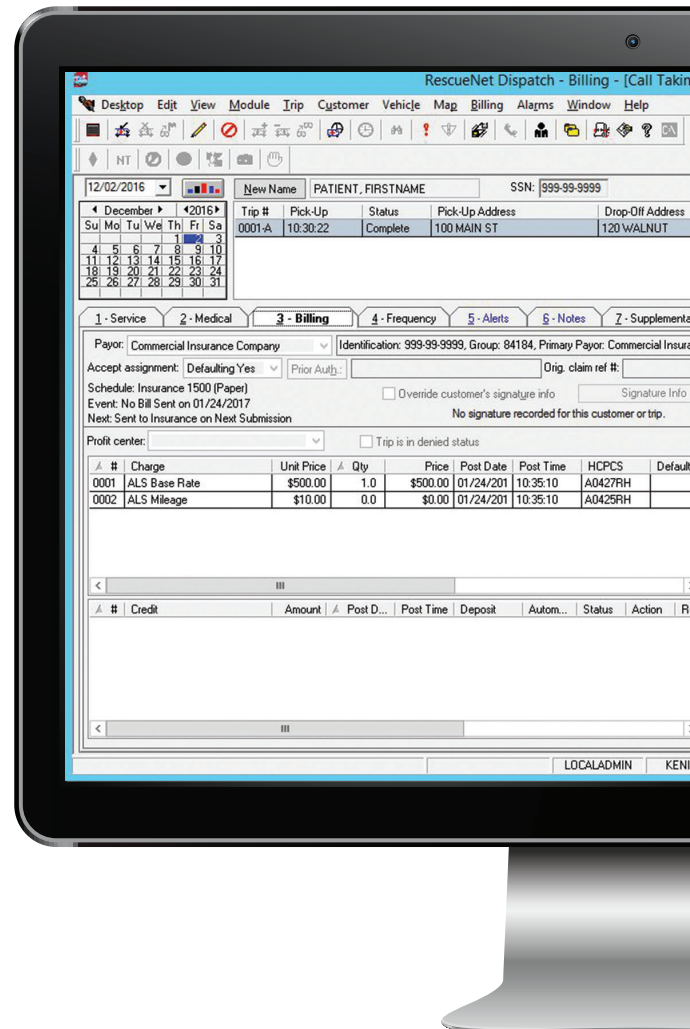 RescueNet Dispatch - Billing - [Call Takin
Desktop Edit View Module Trip Customer Vehicle Map Billing Alarms Window Help
NT
12/02/2016 New Name PATIENT, FIRSTNAME SSN: 999-99-9999
December 2016
Su Mo Tu We Th Fr Sa
1 2 3
4 5 6 7 8 9 10
11 12 13 14 15 16 17
18 19 20 21 22 23 24
25 26 27 28 29 30 31
Trip # Pick-Up Status Pick-Up Address Drop-Off Address
0001-A 10:30:22 Complete 100 MAIN ST 120 WALNUT
1 - Service 2 - Medical 3 - Billing 4 - Frequency 5 - Alerts 6 - Notes 7 - Supplementa
Payor: Commercial Insurance Company Identification: 999-99-9999, Group: 84184, Primary Payor: Commercial Insura
Accept assignment: Defaulting Yes Prior Auth.: Orig. claim ref #:
Schedule: Insurance 1500 (Paper) Override customer's signature info Signature Info
Event: No Bill Sent on 01/24/2017
Next: Sent to Insurance on Next Submission No signature recorded for this customer or trip.
Profit center: Trip is in denied status
# Charge Unit Price Qty Price Post Date Post Time HCPCS Default
0001 ALS Base Rate $500.00 1.0 $500.00 01/24/201 10:35:10 A0427RH
0002 ALS Mileage $10.00 0.0 $0.00 01/24/201 10:35:10 A0425RH
# Credit Amount Post D... Post Time Deposit Autom... Status Action R
LOCALADMIN KENI